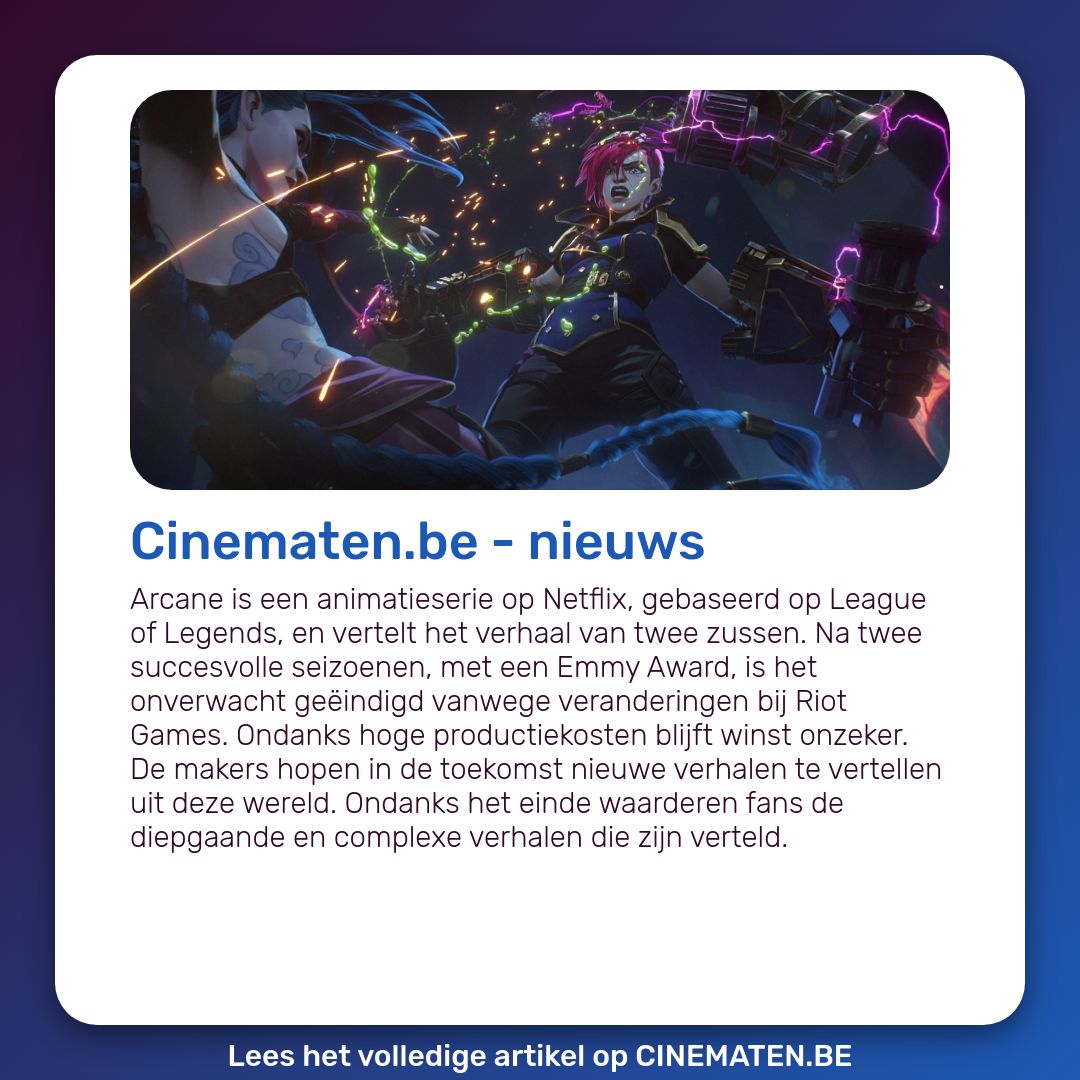 Cinematen.be - nieuws
Arcane is een animatieserie op Netflix, gebaseerd op League
of Legends, en vertelt het verhaal van twee zussen. Na twee
succesvolle seizoenen, met een Emmy Award, is het
onverwacht geëindigd vanwege veranderingen bij Riot
Games. Ondanks hoge productiekosten blijft winst onzeker.
De makers hopen in de toekomst nieuwe verhalen te vertellen
uit deze wereld. Ondanks het einde waarderen fans de
diepgaande en complexe verhalen die zijn verteld.
Lees het volledige artikel op CINEMATEN.BE